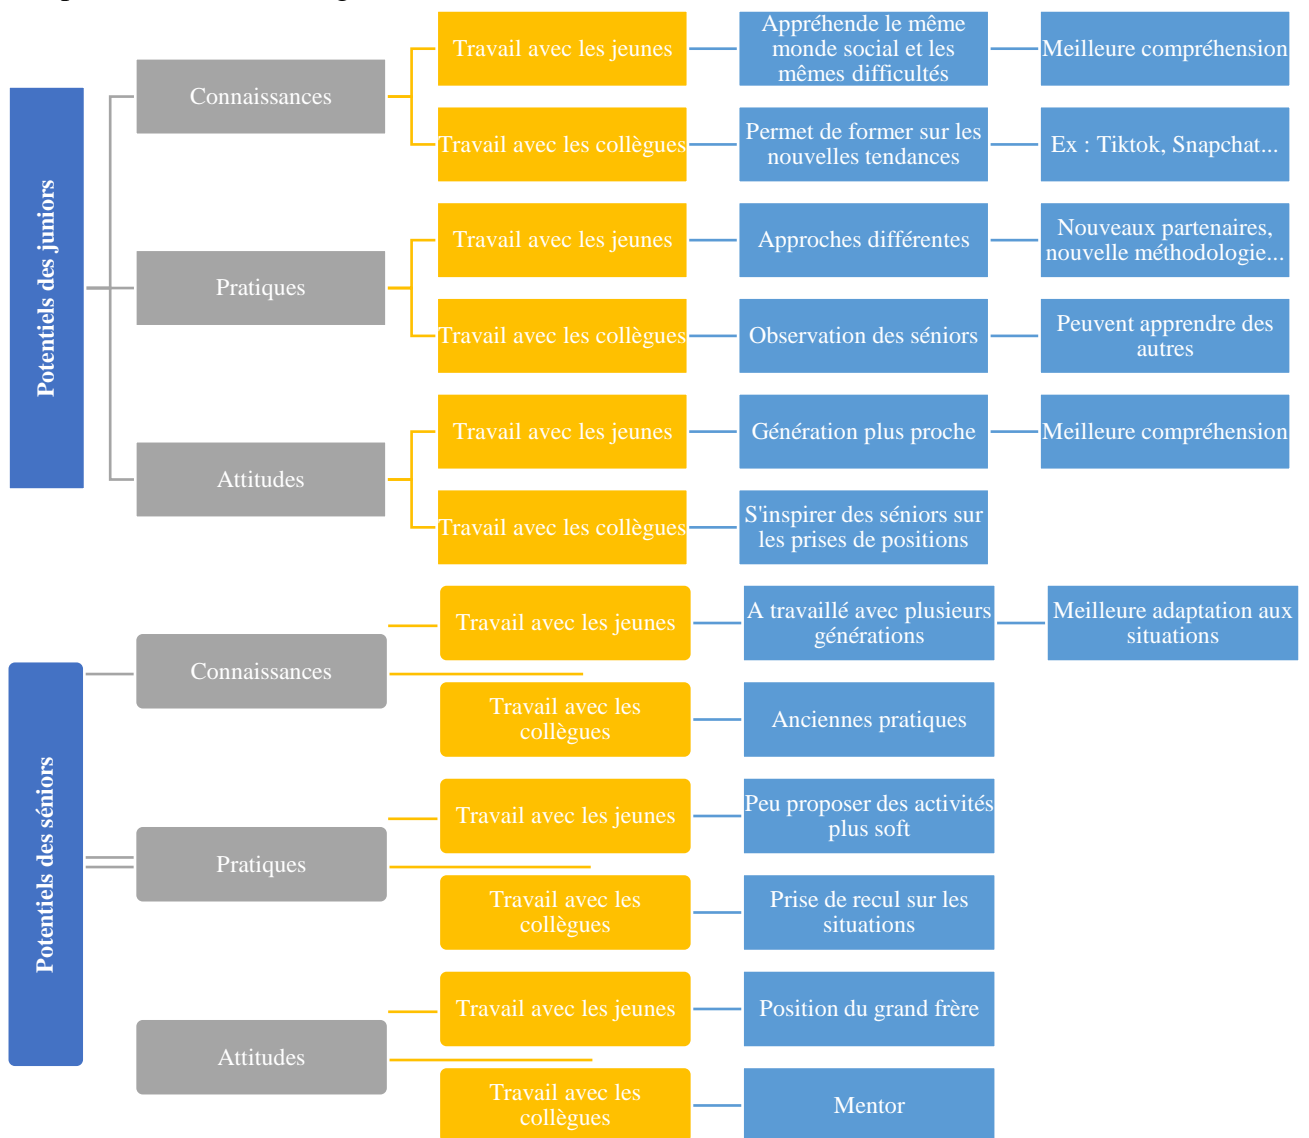 Potentiels des juniors
Connaissances
Travail avec les jeunes
Appréhende le même
monde social et les
mêmes difficultés
Meilleure compréhension
Travail avec les collègues
Permet de former sur les
nouvelles tendances
Ex : Tiktok, Snapchat...
Pratiques
Travail avec les jeunes
Approches différentes
Nouveaux partenaires,
nouvelle méthodologie...
Travail avec les collègues
Observation des séniors
Peuvent apprendre des
autres
Attitudes
Travail avec les jeunes
Génération plus proche
Meilleure compréhension
Travail avec les collègues
S'inspirer des séniors sur
les prises de positions
Potentiels des séniors
Connaissances
Travail avec les jeunes
A travaillé avec plusieurs
générations
Meilleure adaptation aux
situations
Travail avec les
collègues
Anciennes pratiques
Pratiques
Travail avec les jeunes
Peu proposer des activités
plus soft
Travail avec les
collègues
Prise de recul sur les
situations
Attitudes
Travail avec les jeunes
Position du grand frère
Travail avec les
collègues
Mentor